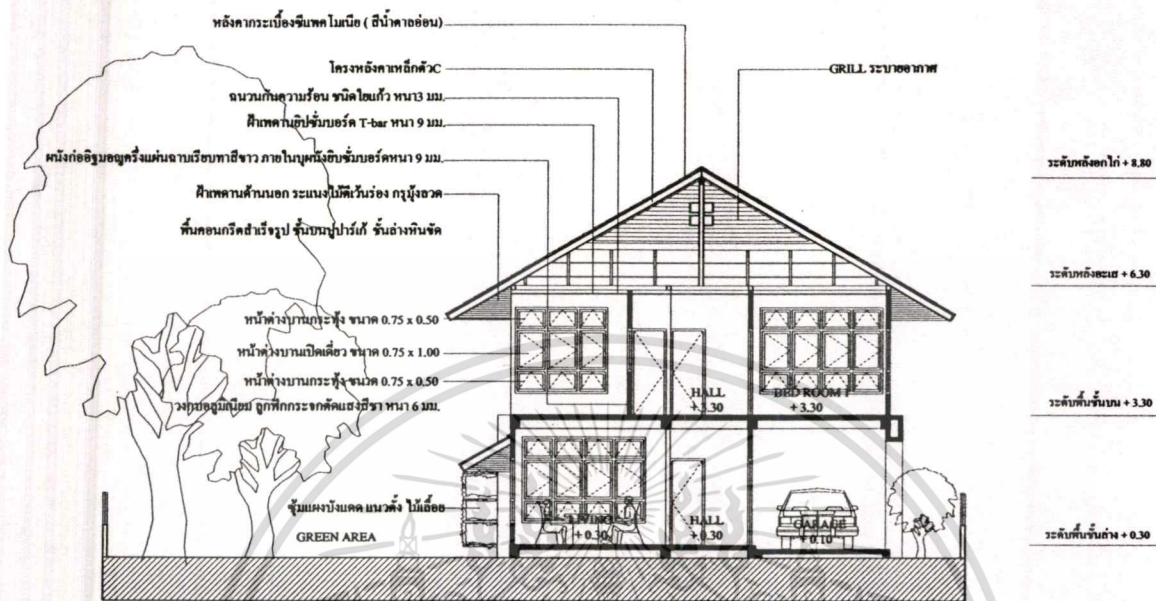 หลังคากระเบื้องซีแพคโมเนีย ( สีน้ำตาลอ่อน)
โครงหลังคาเหล็กตัวC
GRILL ระบายอากาศ
ฉนวนกันความร้อน ชนิดใยแก้ว หนา3 มม.
ฝ้าเพดานยิปซั่มบอร์ด T-bar หนา 9 มม.
ผนังก่ออิฐมอญครึ่งแผ่นฉาบเรียบทาสีขาว ภายในบุผนังยิบซั่มบอร์ดหนา 9 มม.
ระดับหลังอกไก่ + 8.80
ฝ้าเพดานด้านนอก ระแนงไม้ตีเว้นร่อง กรุมุ้งลวด
พื้นคอนกรีตสำเร็จรูป ชั้นบนปูปาร์เก้ ชั้นล่างหินขัด
ระดับหลังอะเส + 6.30
หน้าต่างบานกระทุ้ง ขนาด 0.75 x 0.50
หน้าต่างบานเปิดเดี่ยว ขนาด 0.75 x 1.00
หน้าต่างบานกระทุ้ง ขนาด 0.75 x 0.50
วงกบอลูมิเนียม ลูกฟักกระจกตัดแสงสีชา หนา 6 มม.
HALL
+ 3.30
BED ROOM 1
+ 3.30
ระดับพื้นชั้นบน + 3.30
ซุ้มแผงบังแดด แนวตั้ง ไม้เลื้อย
GREEN AREA
LIVING
+ 0.30
HALL
+ 0.30
GARAGE
+ 0.10
ระดับพื้นชั้นล่าง + 0.30